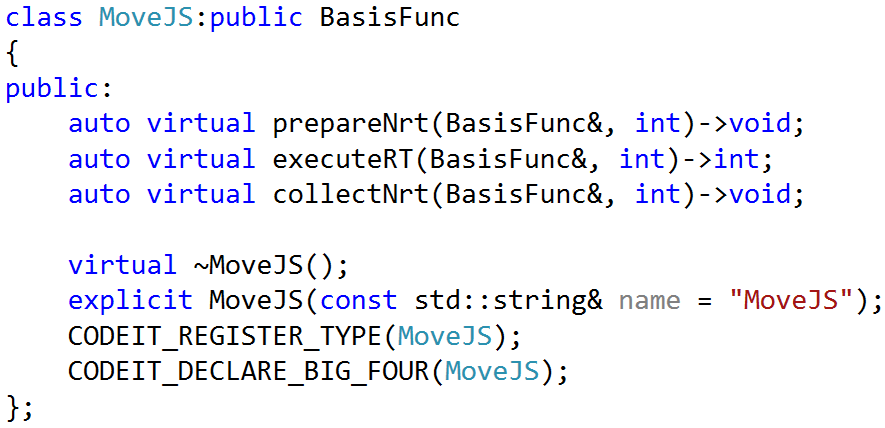 class MoveJS:public BasisFunc
{
public:
    auto virtual prepareNrt(BasisFunc&, int)->void;
    auto virtual executeRT(BasisFunc&, int)->int;
    auto virtual collectNrt(BasisFunc&, int)->void;

    virtual ~MoveJS();
    explicit MoveJS(const std::string& name = "MoveJS");
    CODEIT_REGISTER_TYPE(MoveJS);
    CODEIT_DECLARE_BIG_FOUR(MoveJS);
};